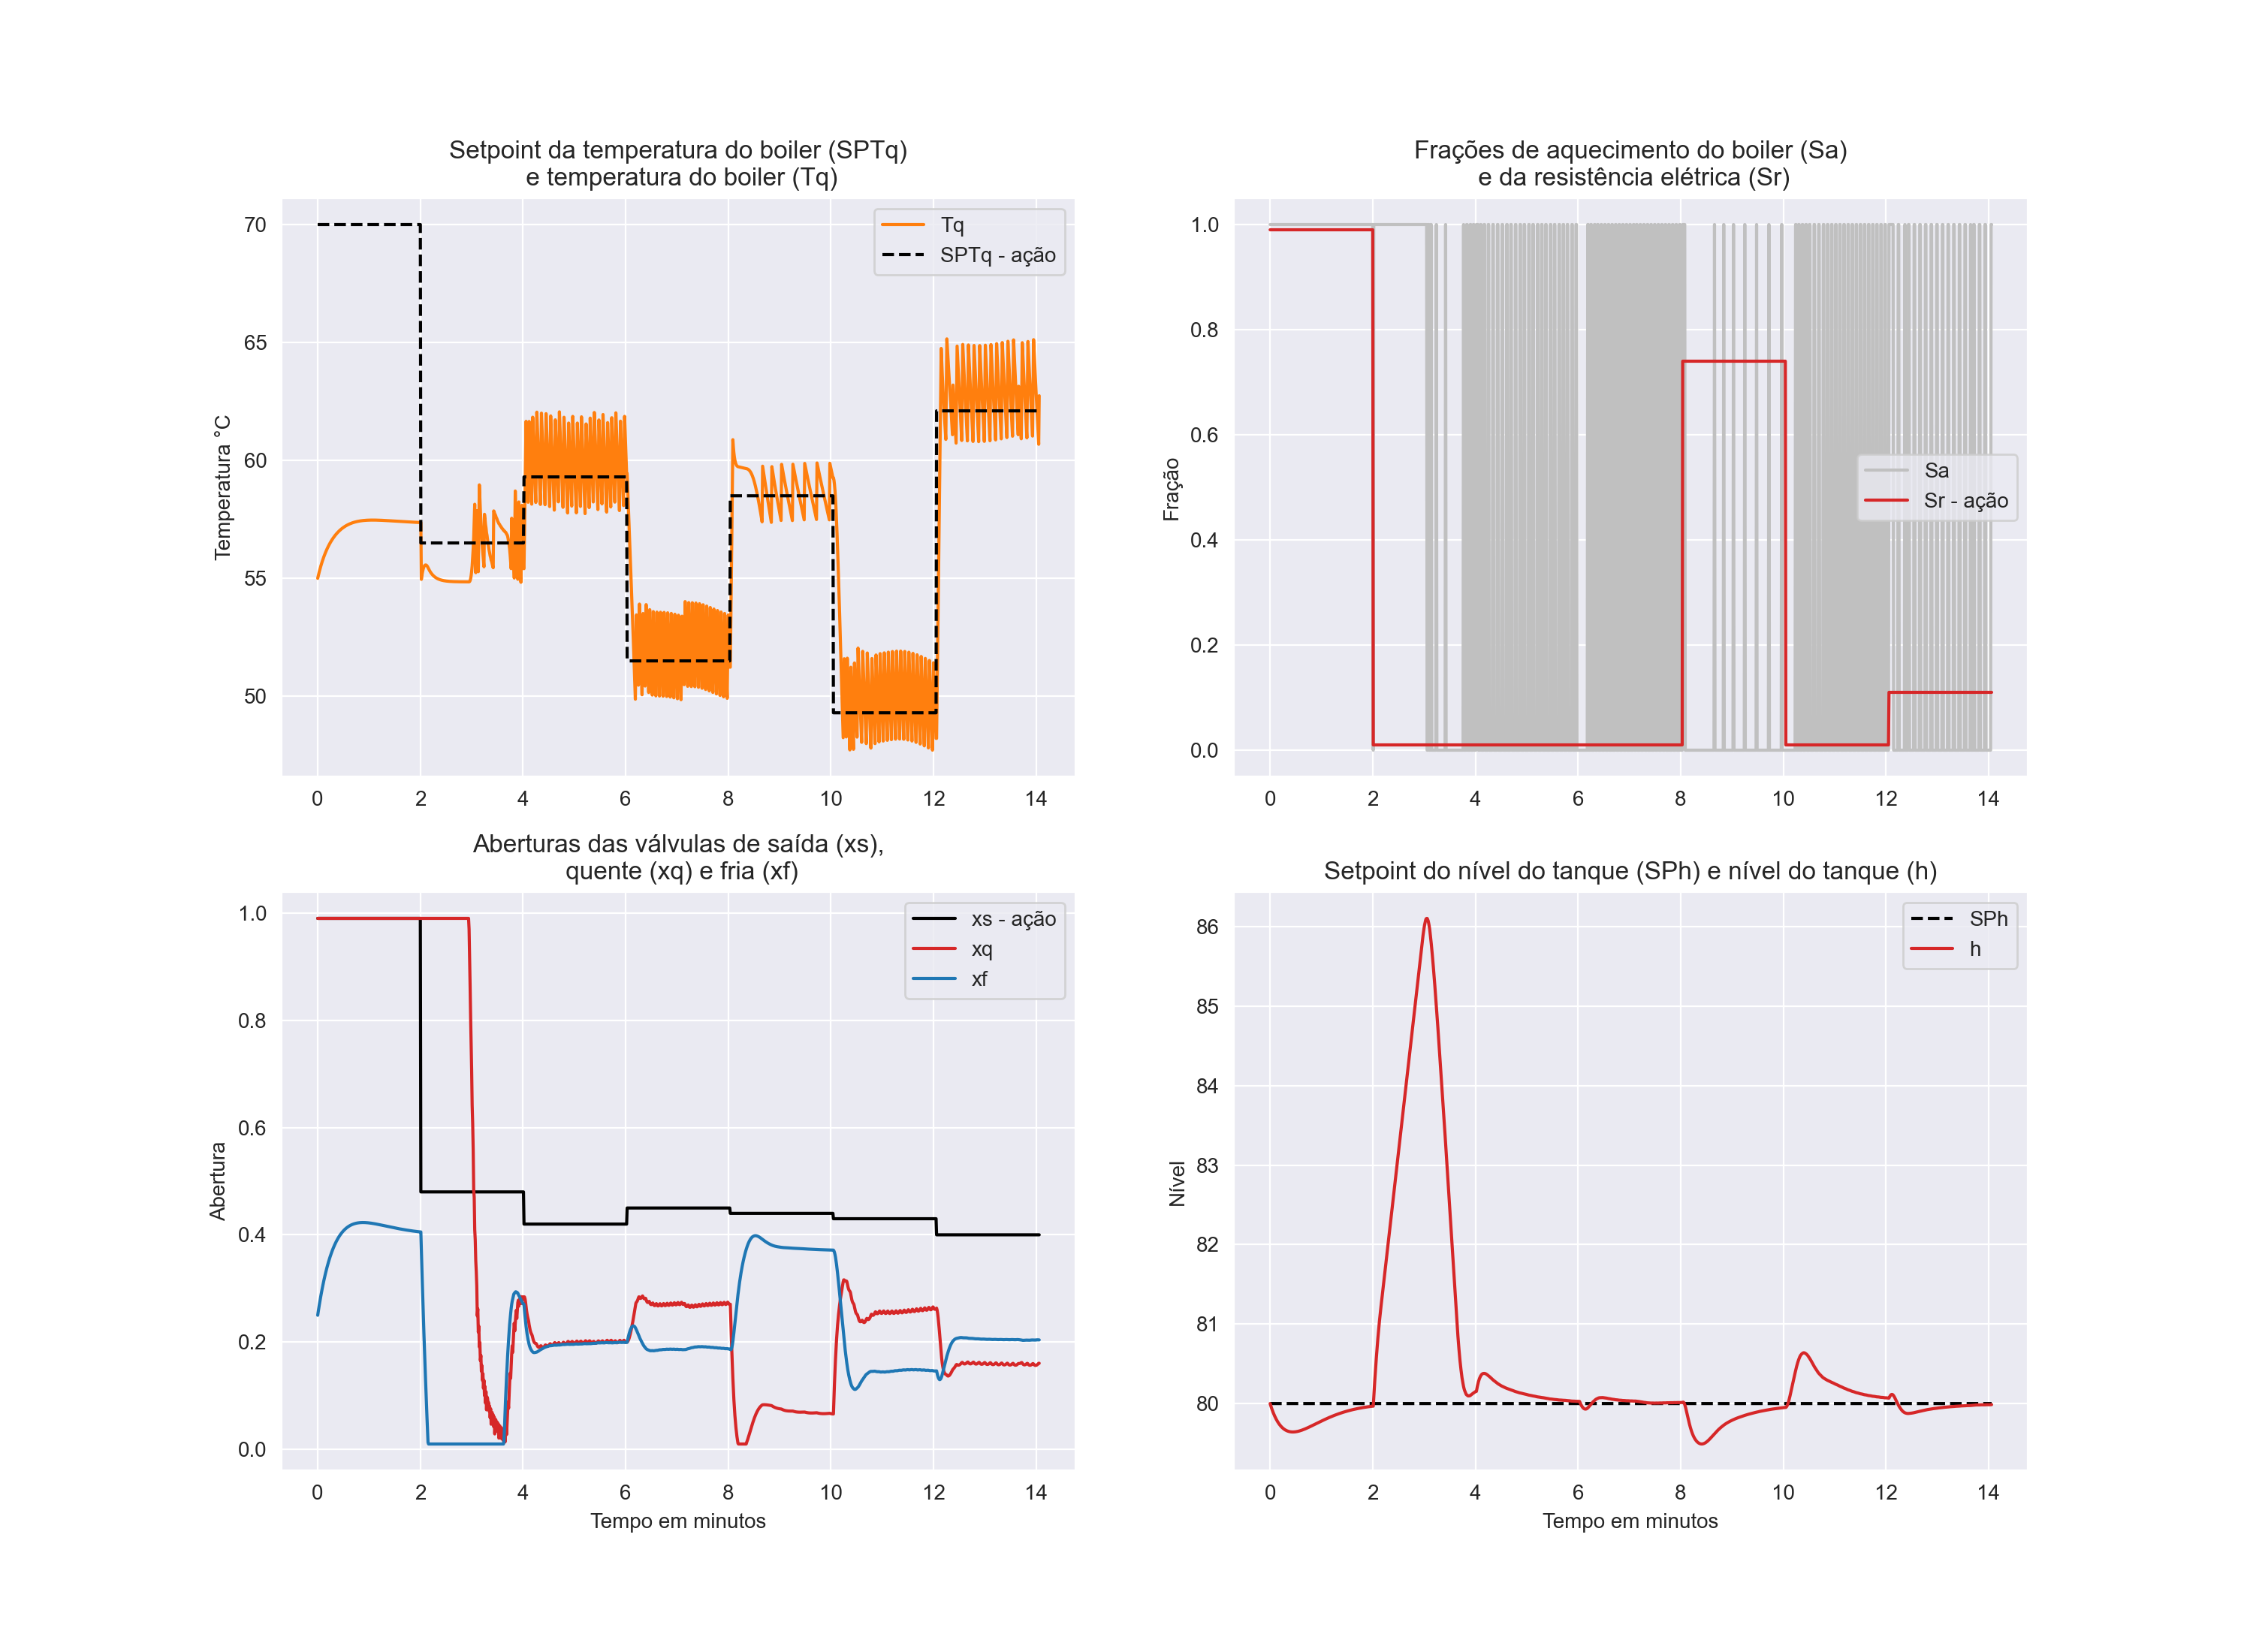 Setpoint da temperatura do boiler (SPTq)
e temperatura do boiler (Tq)
Temperatura °C
70
65
60
55
50
Tq
SPTq - ação
0 2 4 6 8 10 12 14
Frações de aquecimento do boiler (Sa)
e da resistência elétrica (Sr)
Fração
1.0
0.8
0.6
0.4
0.2
0.0
Sa
Sr - ação
0 2 4 6 8 10 12 14
Aberturas das válvulas de saída (xs),
quente (xq) e fria (xf)
Abertura
1.0
0.8
0.6
0.4
0.2
0.0
xs - ação
xq
xf
0 2 4 6 8 10 12 14
Tempo em minutos
Setpoint do nível do tanque (SPh) e nível do tanque (h)
Nível
86
85
84
83
82
81
80
SPh
h
0 2 4 6 8 10 12 14
Tempo em minutos